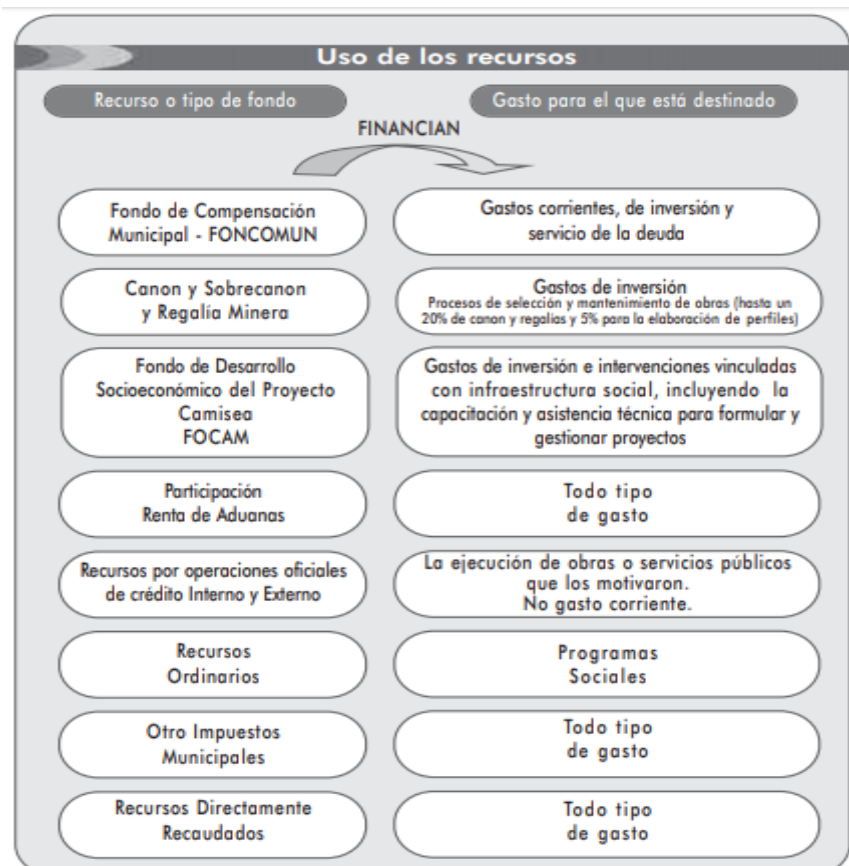 Uso de los recursos
Recurso o tipo de fondo
Gasto para el que está destinado
FINANCIAN
Fondo de Compensación
Municipal - FONCOMUN
Gastos corrientes, de inversión y
servicio de la deuda
Canon y Sobrecanon
y Regalía Minera
Gastos de inversión
Procesos de selección y mantenimiento de obras (hasta un
20% de canon y regalías y 5% para la elaboración de perfiles)
Fondo de Desarrollo
Socioeconómico del Proyecto
Camisea
FOCAM
Gastos de inversión e intervenciones vinculadas
con infraestructura social, incluyendo la
capacitación y asistencia técnica para formular y
gestionar proyectos
Participación
Renta de Aduanas
Todo tipo
de gasto
Recursos por operaciones oficiales
de crédito Interno y Externo
La ejecución de obras o servicios públicos
que los motivaron.
No gasto corriente.
Recursos
Ordinarios
Programas
Sociales
Otro Impuestos
Municipales
Todo tipo
de gasto
Recursos Directamente
Recaudados
Todo tipo
de gasto